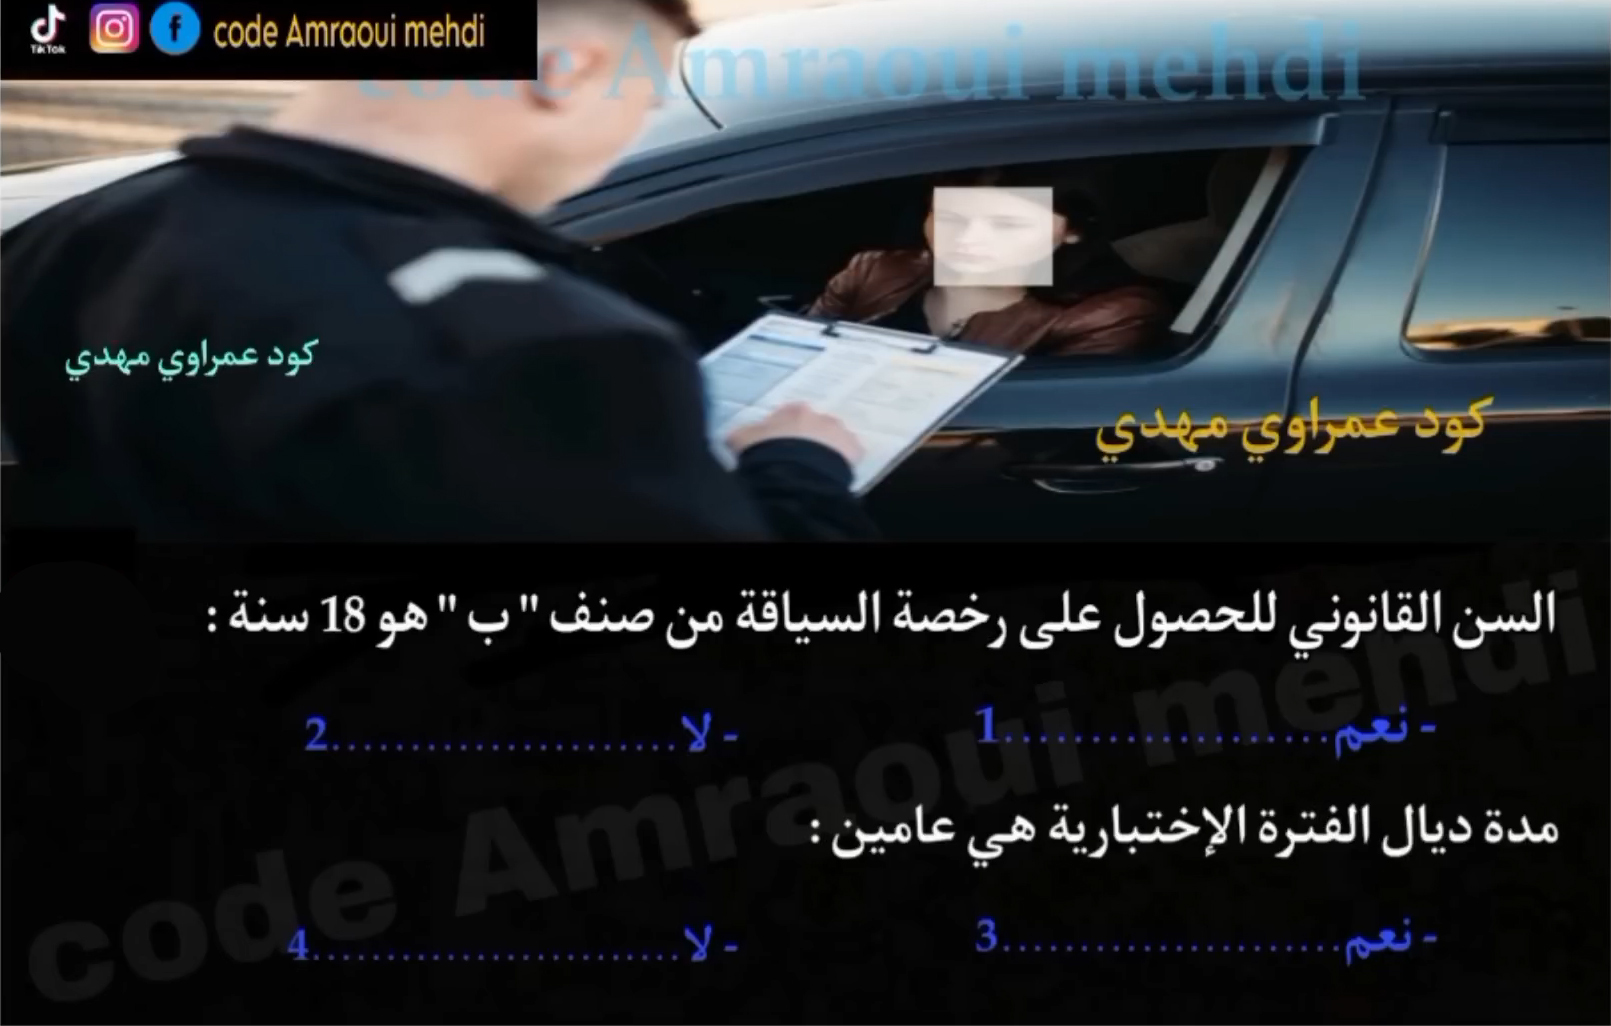 TikTok
code Amraoui mehdi
code Amraoui mehdi
كود عمراوي مهدي
كود عمراوي مهدي
السن القانوني للحصول على رخصة السياقة من صنف " ب " هو 18 سنة :
- نعم....................1
- لا......................2
مدة ديال الفترة الإختبارية هي عامين :
- نعم.....................3
- لا........................4
code Amraoui mehdi